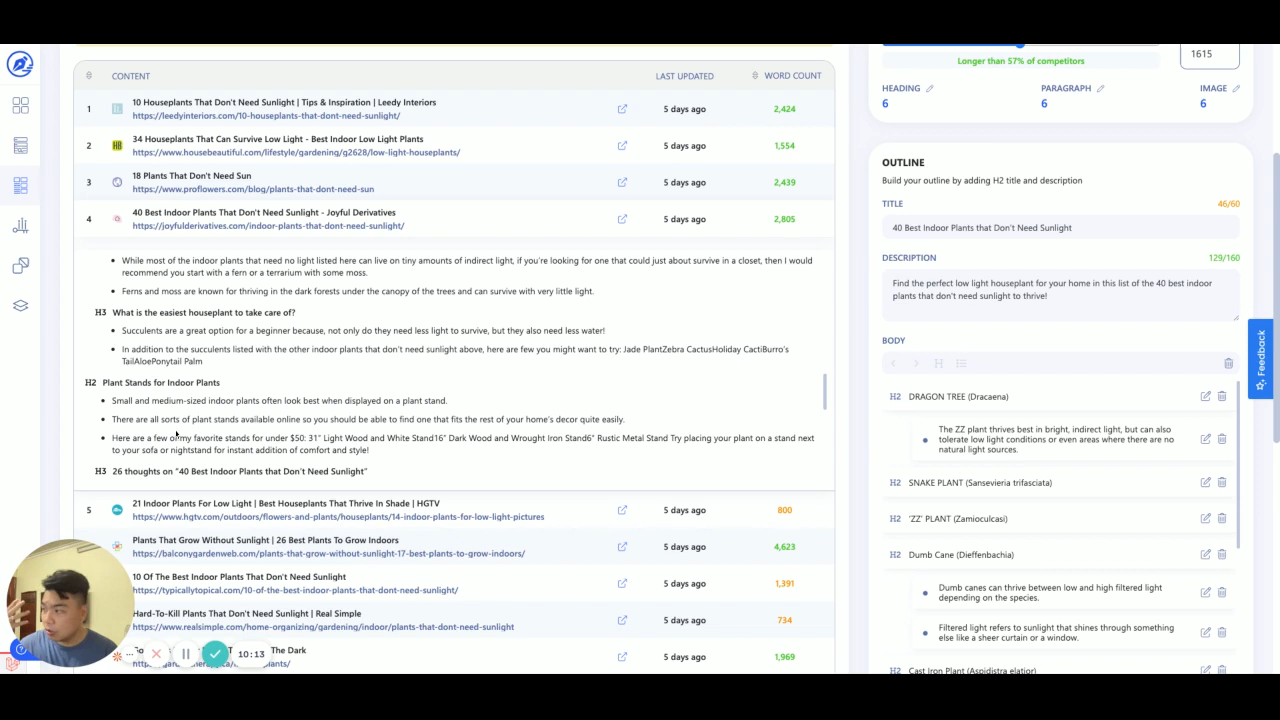 CONTENT
LAST UPDATED
WORD COUNT
1
10 Houseplants That Don't Need Sunlight | Tips & Inspiration | Leedy Interiors
https://leedyinteriors.com/10-houseplants-that-dont-need-sunlight/
5 days ago
2,424
2
34 Houseplants That Can Survive Low Light - Best Indoor Low Light Plants
https://www.housebeautiful.com/lifestyle/gardening/g2628/low-light-houseplants/
5 days ago
1,554
3
18 Plants That Don't Need Sun
https://www.proflowers.com/blog/plants-that-dont-need-sun
5 days ago
2,439
4
40 Best Indoor Plants That Don't Need Sunlight - Joyful Derivatives
https://joyfulderivatives.com/indoor-plants-that-dont-need-sunlight/
5 days ago
2,805
While most of the indoor plants that need no light listed here can live on tiny amounts of indirect light, if you're looking for one that could just about survive in a closet, then I would
recommend you start with a fern or a terrarium with some moss.
Ferns and moss are known for thriving in the dark forests under the canopy of the trees and can survive with very little light.
H3 What is the easiest houseplant to take care of?
Succulents are a great option for a beginner because, not only do they need less light to survive, but they also need less water!
In addition to the succulents listed with the other indoor plants that don't need sunlight above, here are few you might want to try: Jade PlantZebra CactusHoliday CactiBurro's
TailAloePonytail Palm
H2 Plant Stands for Indoor Plants
Small and medium-sized indoor plants often look best when displayed on a plant stand.
There are all sorts of plant stands available online so you should be able to find one that fits the rest of your home's decor quite easily.
Here are a few of my favorite stands for under $50: 31" Light Wood and White Stand16" Dark Wood and Wrought Iron Stand6" Rustic Metal Stand Try placing your plant on a stand next
to your sofa or nightstand for instant addition of comfort and style!
H3 26 thoughts on "40 Best Indoor Plants that Don't Need Sunlight"
5
21 Indoor Plants For Low Light | Best Houseplants That Thrive In Shade | HGTV
https://www.hgtv.com/outdoors/flowers-and-plants/houseplants/14-indoor-plants-for-low-light-pictures
5 days ago
800
Plants That Grow Without Sunlight | 26 Best Plants To Grow Indoors
https://balconygardenweb.com/plants-that-grow-without-sunlight-17-best-plants-to-grow-indoors/
5 days ago
4,623
10 Of The Best Indoor Plants That Don't Need Sunlight
https://typicallytopical.com/10-of-the-best-indoor-plants-that-dont-need-sunlight/
5 days ago
1,391
Hard-To-Kill Plants That Don't Need Sunlight | Real Simple
https://www.realsimple.com/home-organizing/gardening/indoor/plants-that-dont-need-sunlight
5 days ago
734
The Dark
5 days ago
1,969
10:13
1615
Longer than 57% of competitors
HEADING
PARAGRAPH
IMAGE
6
6
6
OUTLINE
Build your outline by adding H2 title and description
TITLE
46/60
40 Best Indoor Plants that Don't Need Sunlight
DESCRIPTION
129/160
Find the perfect low light houseplant for your home in this list of the 40 best indoor
plants that don't need sunlight to thrive!
BODY
H
H2 DRAGON TREE (Dracaena)
The ZZ plant thrives best in bright, indirect light, but can also
tolerate low light conditions or even areas where there are no
natural light sources.
H2 SNAKE PLANT (Sansevieria trifasciata)
H2 'ZZ' PLANT (Zamioculcasi)
H2 Dumb Cane (Dieffenbachia)
Dumb canes can thrive between low and high filtered light
depending on the species.
Filtered light refers to sunlight that shines through something
else like a sheer curtain or a window.
H2 Cast Iron Plant (Aspidistra elatior)
Feedback